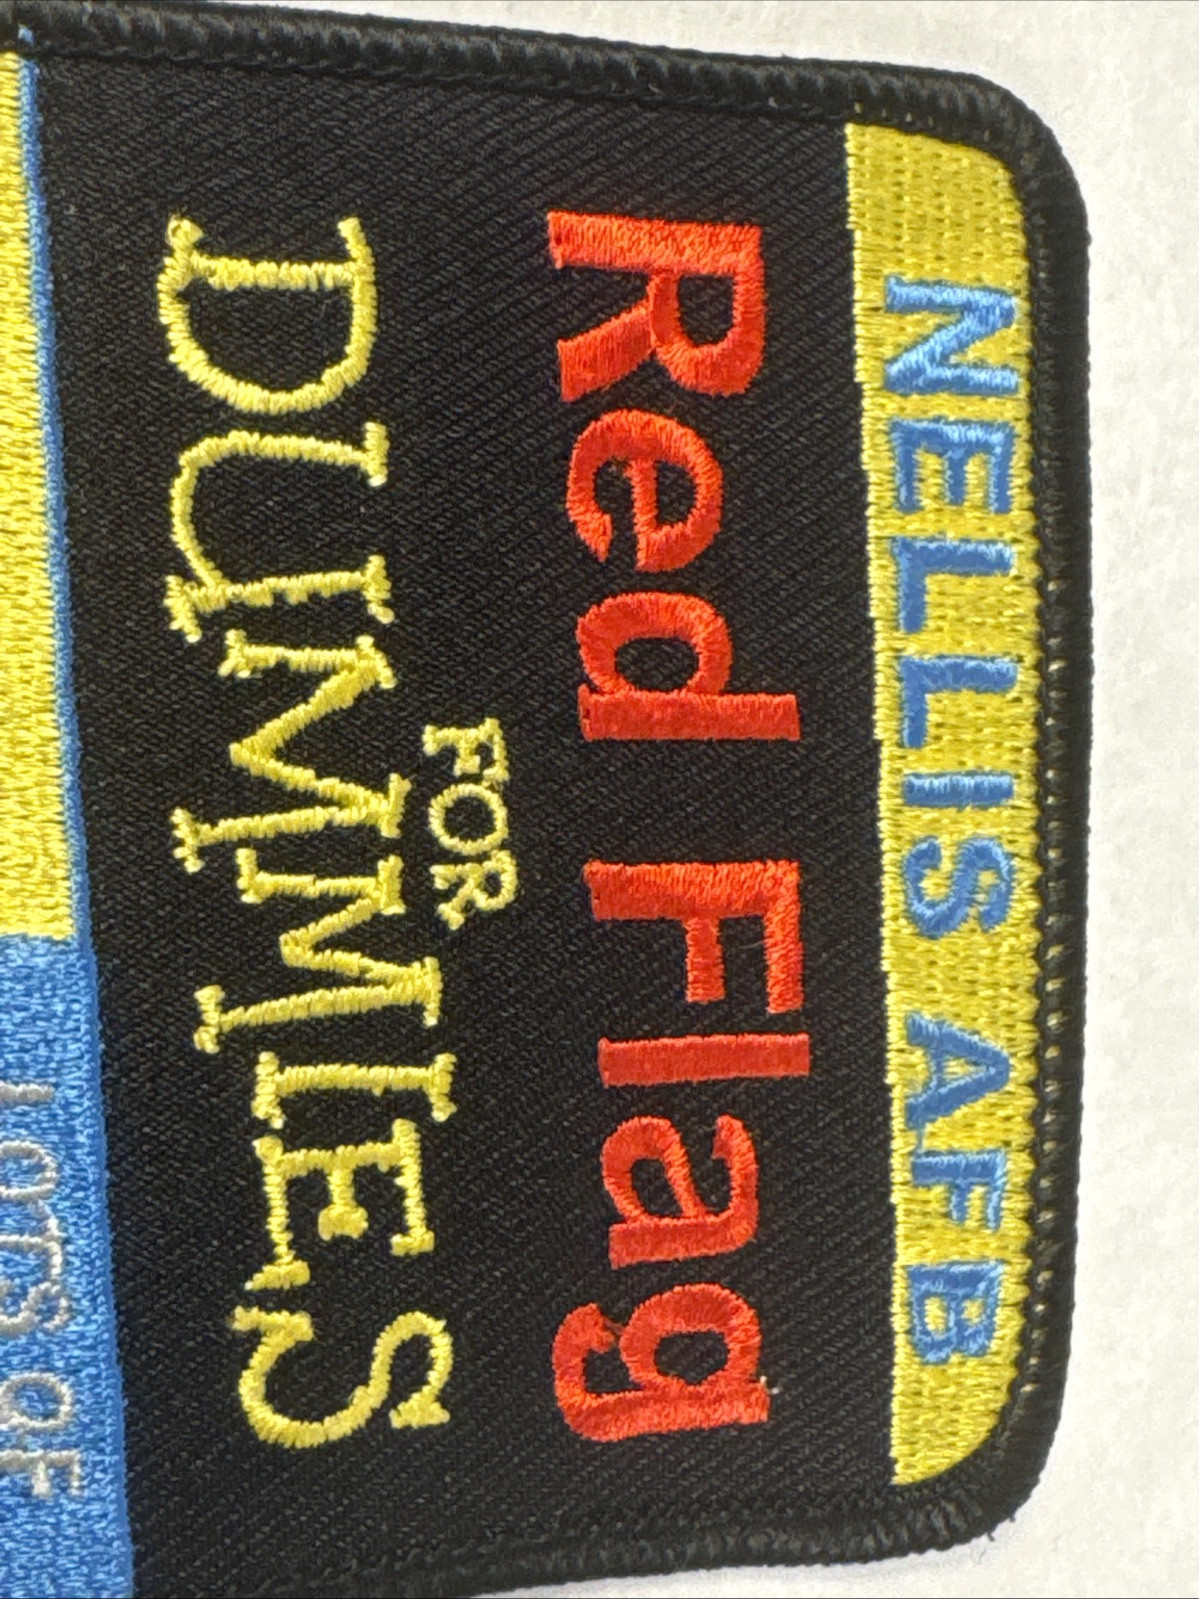 NELLIS AFB
Red Flag
FOR
DUMMIES